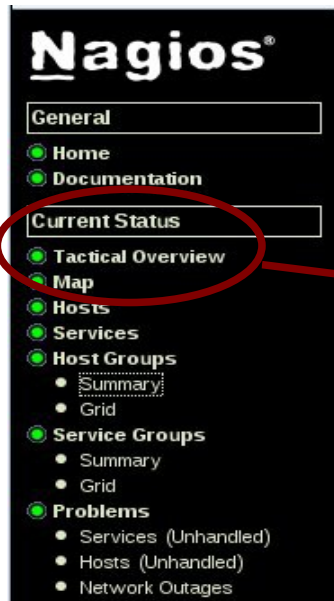 Nagios®
General
Home
Documentation
Current Status
Tactical Overview
Map
Hosts
Services
Host Groups
Summary
Grid
Service Groups
Summary
Grid
Problems
Services (Unhandled)
Hosts (Unhandled)
Network Outages